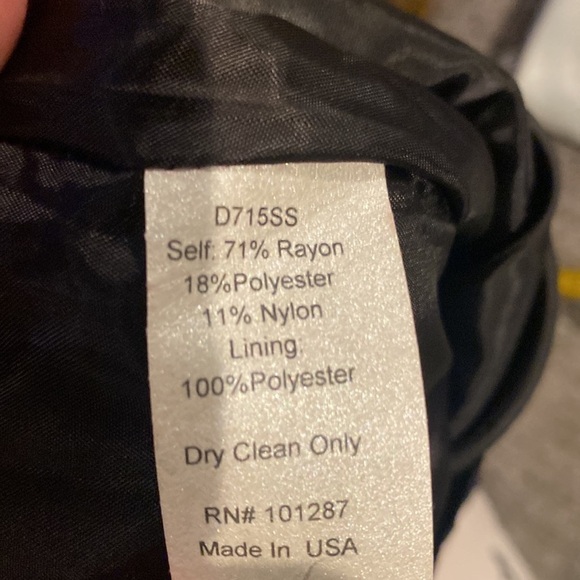 D715SS
Self: 71% Rayon
18%Polyester
11% Nylon
Lining
100%Polyester
Dry Clean Only
RN# 101287
Made In USA